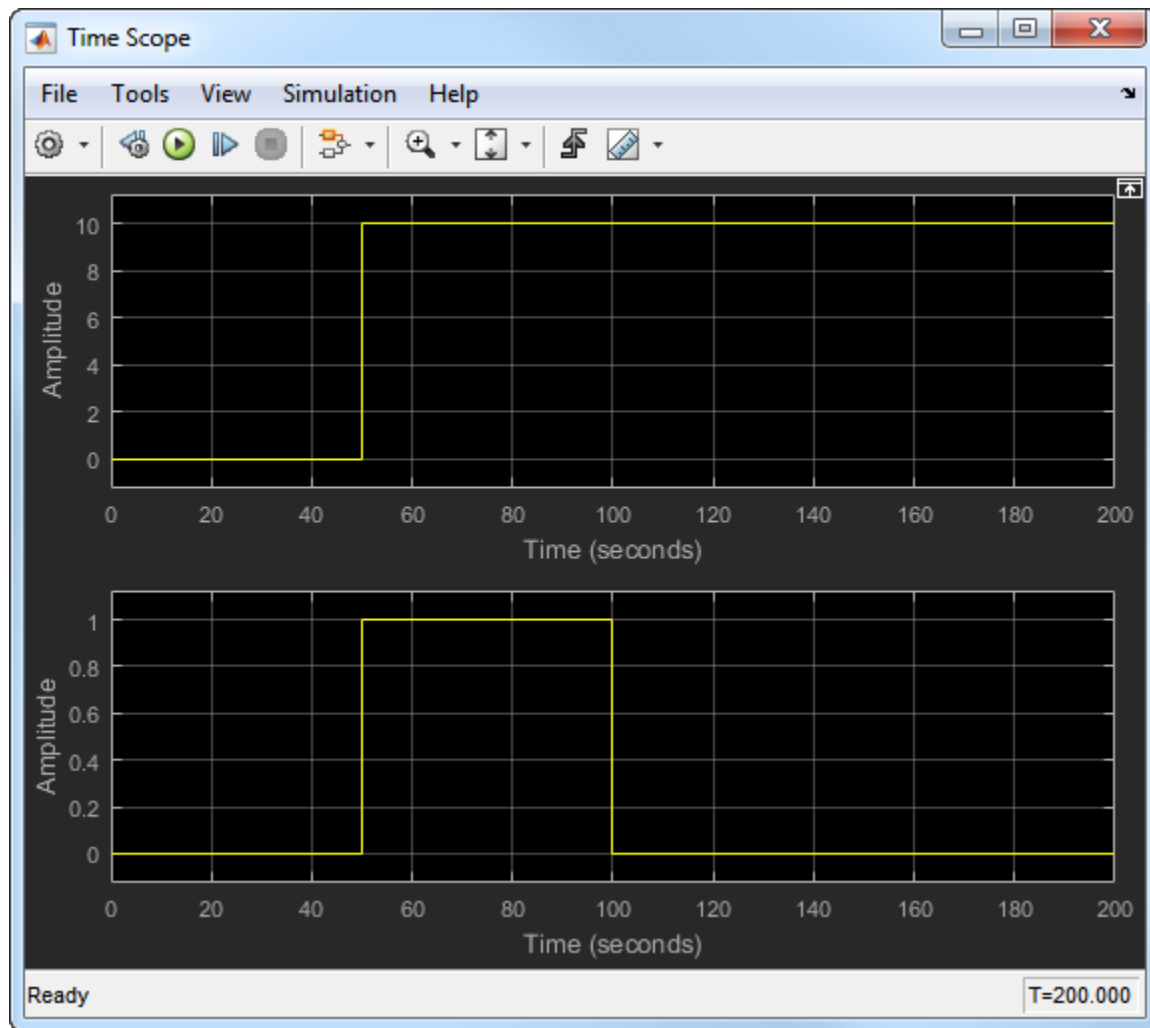 Time Scope
File Tools View Simulation Help
10
8
6
4
2
0
Amplitude
0 20 40 60 80 100 120 140 160 180 200
Time (seconds)
1
0.8
0.6
0.4
0.2
0
Amplitude
0 20 40 60 80 100 120 140 160 180 200
Time (seconds)
Ready T=200.000